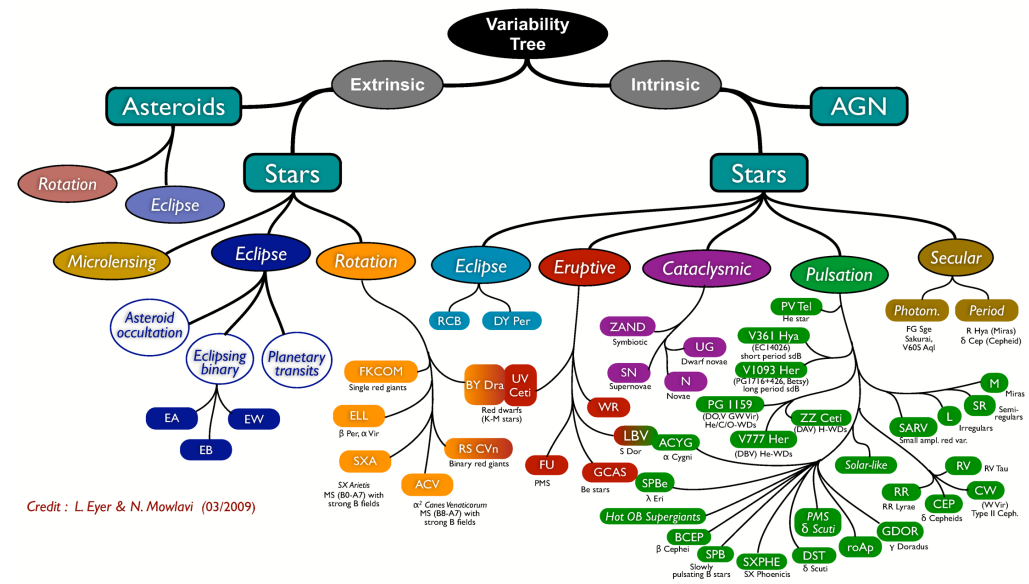 Variability
Tree
Extrinsic
Intrinsic
Asteroids
AGN
Stars
Stars
Rotation
Eclipse
Microlensing
Eclipse
Rotation
Eclipse
Eruptive
Cataclysmic
Pulsation
Secular
Asteroid
occultation
Eclipsing
binary
Planetary
transits
EA
EB
EW
RCB
DY Per
PV Tel
He star
Photom.
FG Sge
Sakurai,
V605 Aql
Period
R Hya (Miras)
δ Cep (Cepheid)
ZAND
Symbiotic
UG
Dwarf novae
SN
Supernovae
N
Novae
V361 Hya
(EC14026)
short period sdB
V1093 Her
(PG1716+426, Betsy)
long period sdB
FKCOM
Single red giants
BY Dra
UV
Ceti
Red dwarfs
(K-M stars)
ELL
β Per, α Vir
RS CVn
Binary red giants
SXA
SX Arietis
MS (B0-A7) with
strong B fields
ACV
α² Canes Venaticorum
MS (B8-A7) with
strong B fields
WR
LBV
S Dor
ACYG
α Cygni
FU
PMS
GCAS
Be stars
PG 1159
(DO,V GW Vir)
He/C/O-WDs
ZZ Ceti
(DAV) H-WDs
V777 Her
(DBV) He-WDs
M
Miras
SR
Semi-
regulars
L
Irregulars
SARV
Small ampl. red var.
Solar-like
SPBe
λ Eri
Hot OB Supergiants
BCEP
β Cephei
SPB
Slowly
pulsating B stars
SXPHE
SX Phoenicis
PMS
δ Scuti
DST
δ Scuti
roAp
GDOR
γ Doradus
RV
RV Tau
RR
RR Lyrae
CEP
δ Cepheids
CW
(W Vir)
Type II Ceph.
Credit : L. Eyer & N. Mowlavi (03/2009)